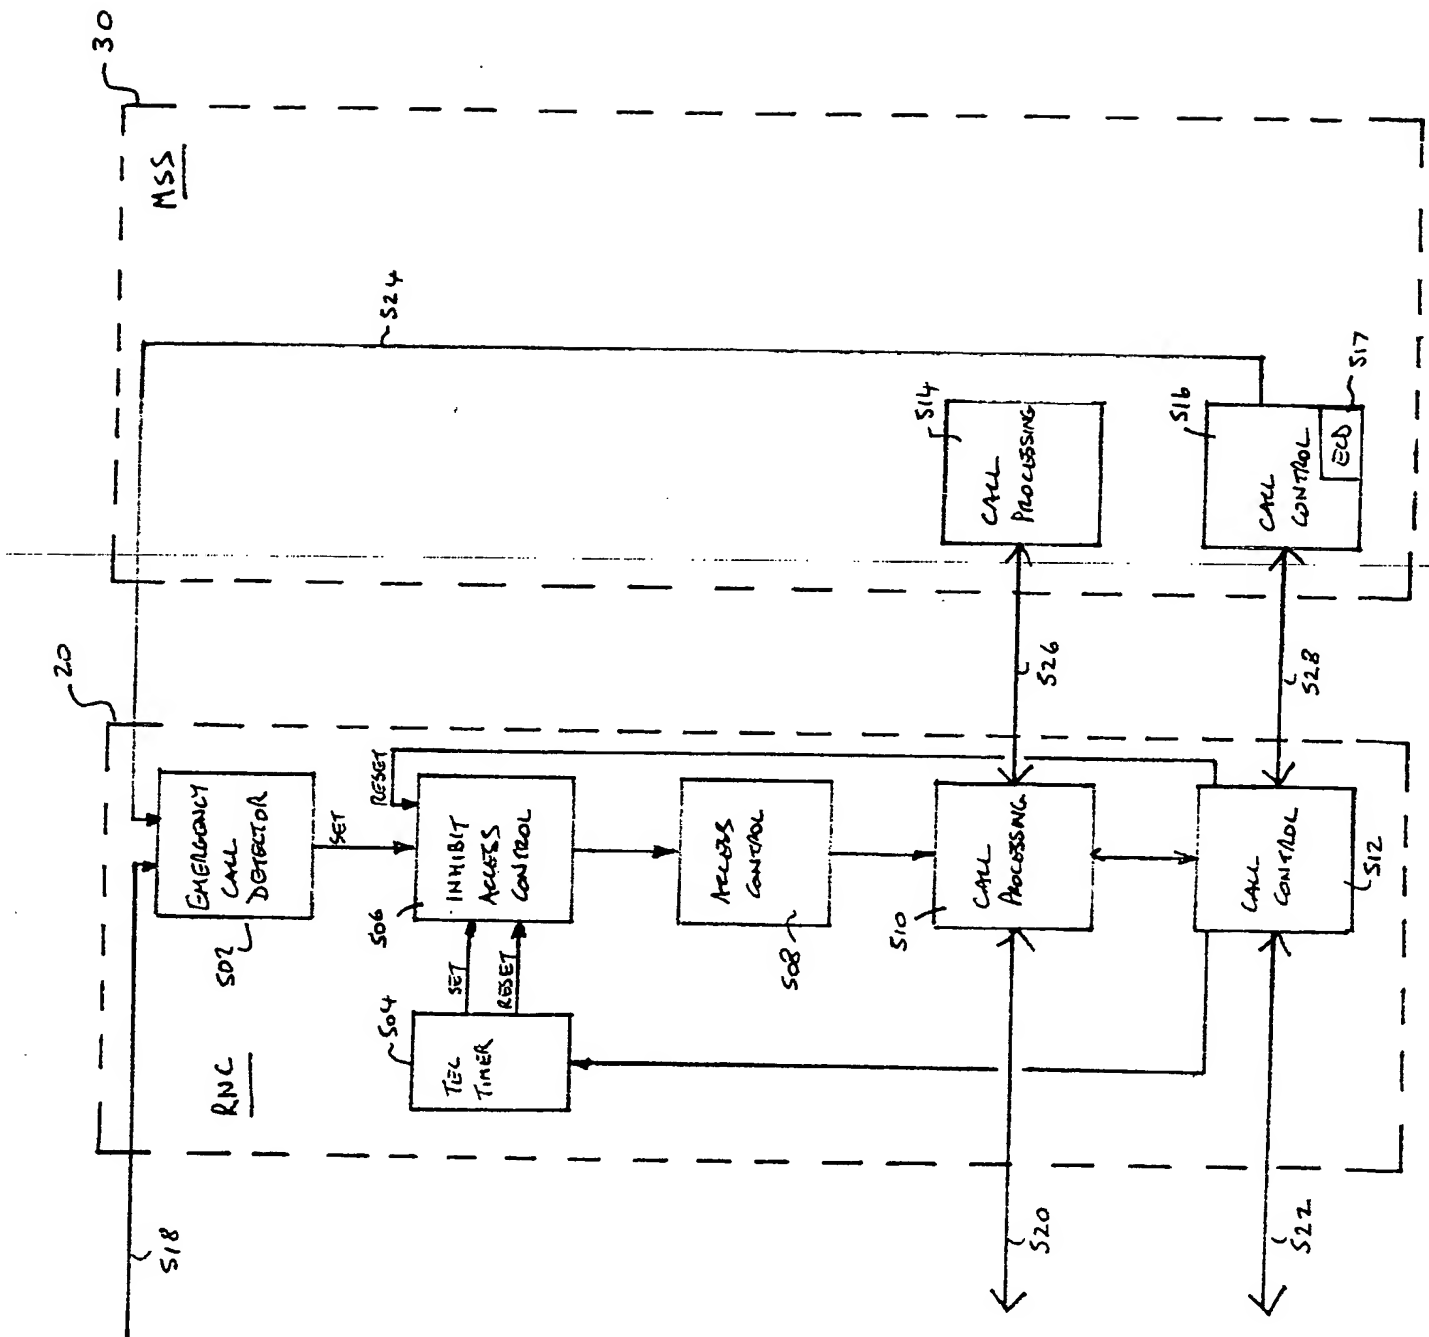 30
MSS
524
514
CALL
PROCESSING
516
CALL
CONTROL
ECD
517
20
526
528
EMERGENCY
CALL
DETECTOR
502
SET
RESET
INHIBIT
ACCESS
CONTROL
506
ACCESS
CONTROL
508
CALL
PROCESSING
510
CALL
CONTROL
512
SET
RESET
504
TEC
TIMER
RNC
518
520
522